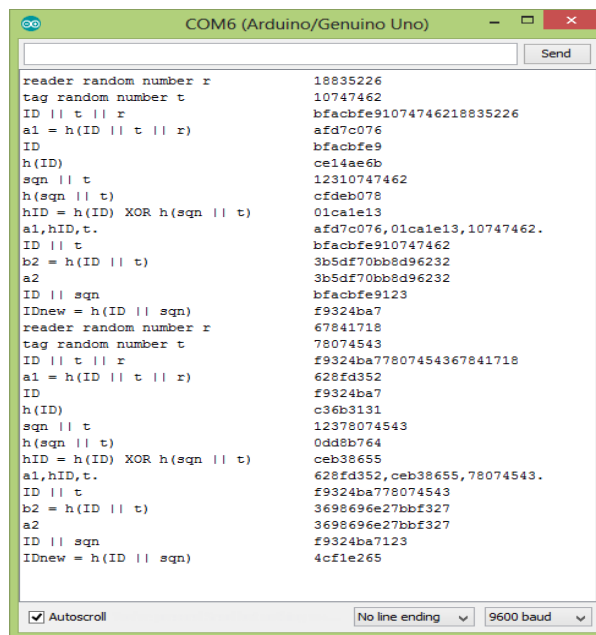 COM6 (Arduino/Genuino Uno)
Send
reader random number r 18835226
tag random number t 10747462
ID || t || r bfacbfe91074746218835226
a1 = h(ID || t || r) afd7c076
ID bfacbfe9
h(ID) ce14ae6b
sqn || t 12310747462
h(sqn || t) cfdeb078
hID = h(ID) XOR h(sqn || t) 01ca1e13
a1,hID,t. afd7c076,01ca1e13,10747462.
ID || t bfacbfe910747462
b2 = h(ID || t) 3b5df70bb8d96232
a2 3b5df70bb8d96232
ID || sqn bfacbfe9123
IDnew = h(ID || sqn) f9324ba7
reader random number r 67841718
tag random number t 78074543
ID || t || r f9324ba77807454367841718
a1 = h(ID || t || r) 628fd352
ID f9324ba7
h(ID) c36b3131
sqn || t 12378074543
h(sqn || t) 0dd8b764
hID = h(ID) XOR h(sqn || t) ceb38655
a1,hID,t. 628fd352,ceb38655,78074543.
ID || t f9324ba778074543
b2 = h(ID || t) 3698696e27bbf327
a2 3698696e27bbf327
ID || sqn f9324ba7123
IDnew = h(ID || sqn) 4cf1e265
Autoscroll No line ending 9600 baud